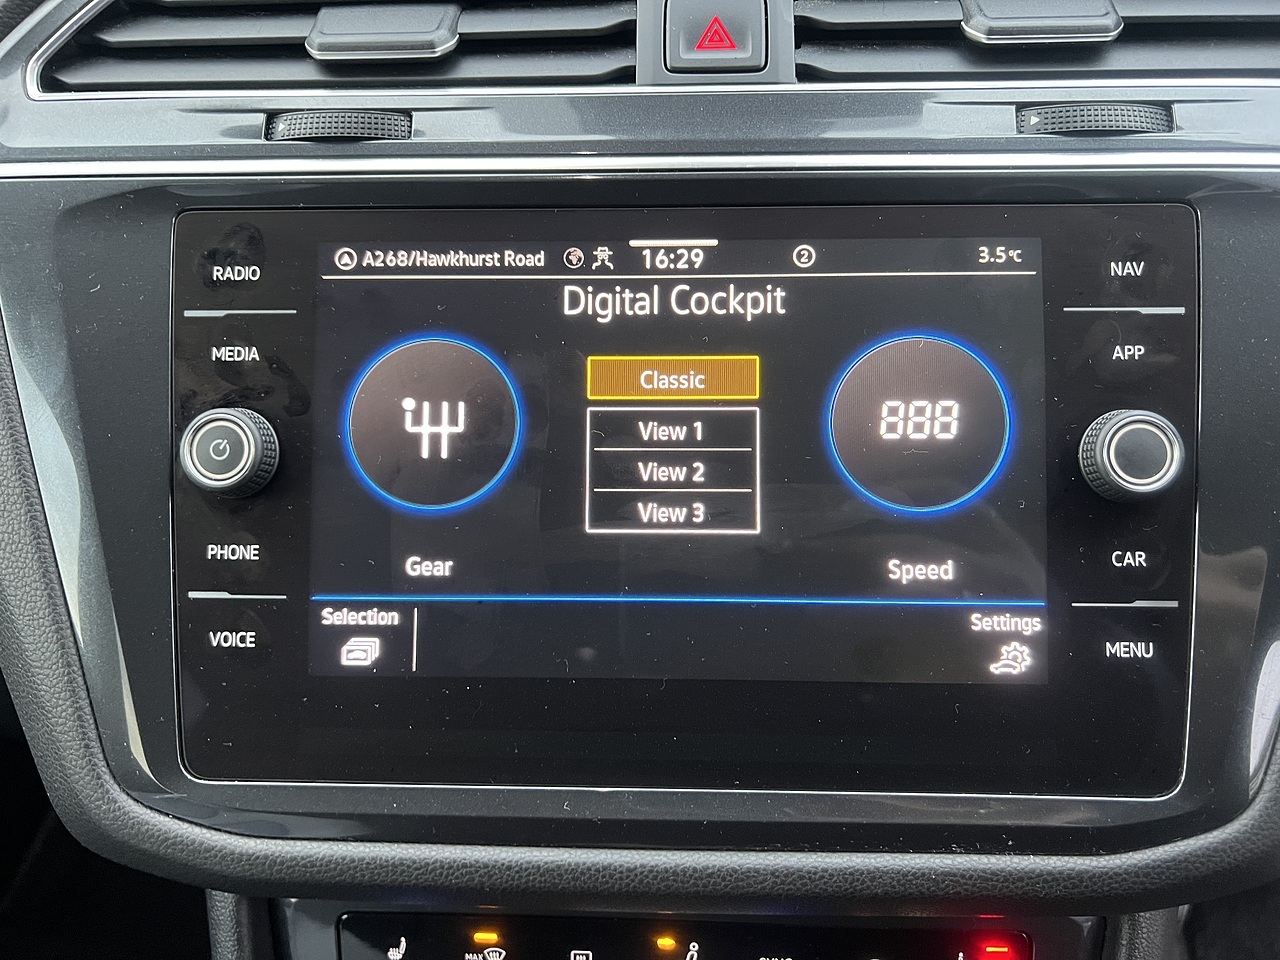 A268/Hawkhurst Road 16:29 2 3.5°C
Digital Cockpit
RADIO
MEDIA
PHONE
VOICE
Classic
View 1
View 2
View 3
888
Gear
Speed
Selection
Settings
NAV
APP
CAR
MENU
MAX